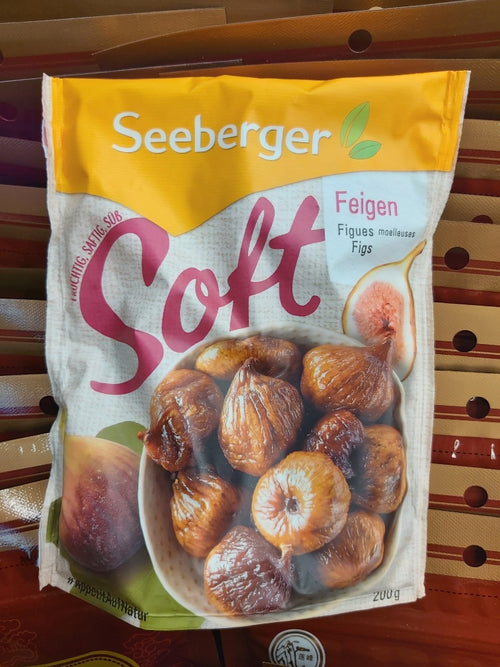 Seeberger
FRUCHTIG, SAFTIG, SÜß
Soft
Feigen
Figues moelleuses
Figs
#AppetitAufNatur
200g